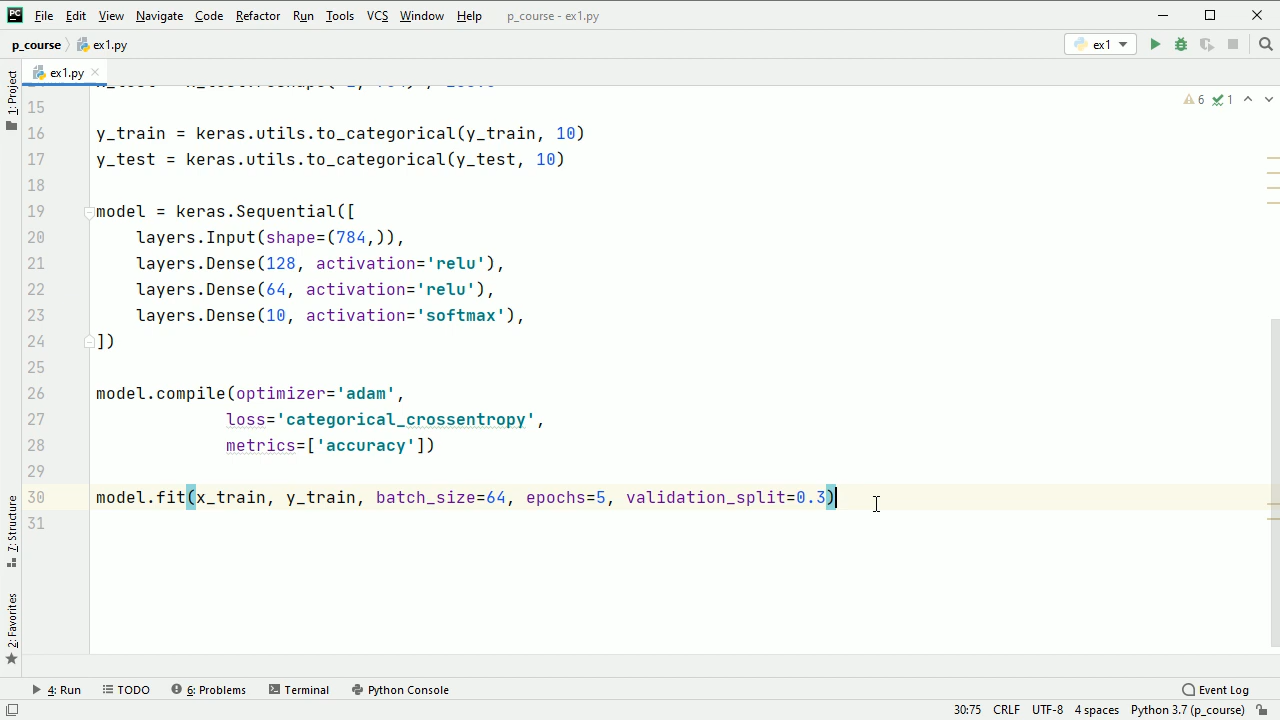 File Edit View Navigate Code Refactor Run Tools VCS Window Help p_course - ex1.py
p_course ex1.py ex1
ex1.py
1: Project
6 1
15
16 y_train = keras.utils.to_categorical(y_train, 10)
17 y_test = keras.utils.to_categorical(y_test, 10)
18
19 model = keras.Sequential([
20 layers.Input(shape=(784,)),
21 layers.Dense(128, activation='relu'),
22 layers.Dense(64, activation='relu'),
23 layers.Dense(10, activation='softmax'),
24 ])
25
26 model.compile(optimizer='adam',
27 loss='categorical_crossentropy',
28 metrics=['accuracy'])
29
30 model.fit(x_train, y_train, batch_size=64, epochs=5, validation_split=0.3)
31
7: Structure
2: Favorites
4: Run TODO 6: Problems Terminal Python Console Event Log
30:75 CRLF UTF-8 4 spaces Python 3.7 (p_course)